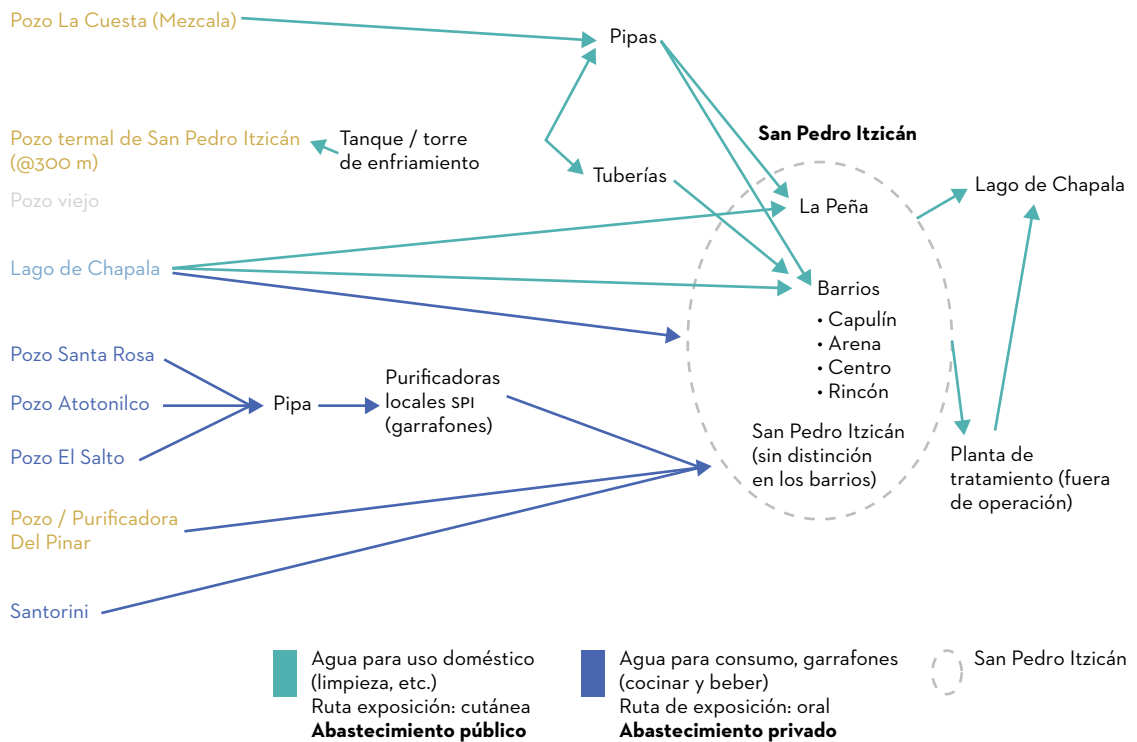 Pozo La Cuesta (Mezcala)
Pipas
Pozo termal de San Pedro Itzicán
(@300 m)
Tanque / torre
de enfriamiento
San Pedro Itzicán
Tuberías
Lago de Chapala
Pozo viejo
La Peña
Lago de Chapala
Barrios
• Capulín
• Arena
• Centro
• Rincón
Pozo Santa Rosa
Pozo Atotonilco
Pozo El Salto
Pipa
Purificadoras
locales SPI
(garrafones)
San Pedro Itzicán
(sin distinción
en los barrios)
Planta de
tratamiento (fuera
de operación)
Pozo / Purificadora
Del Pinar
Santorini
Agua para uso doméstico
(limpieza, etc.)
Ruta exposición: cutánea
Abastecimiento público
Agua para consumo, garrafones
(cocinar y beber)
Ruta de exposición: oral
Abastecimiento privado
San Pedro Itzicán